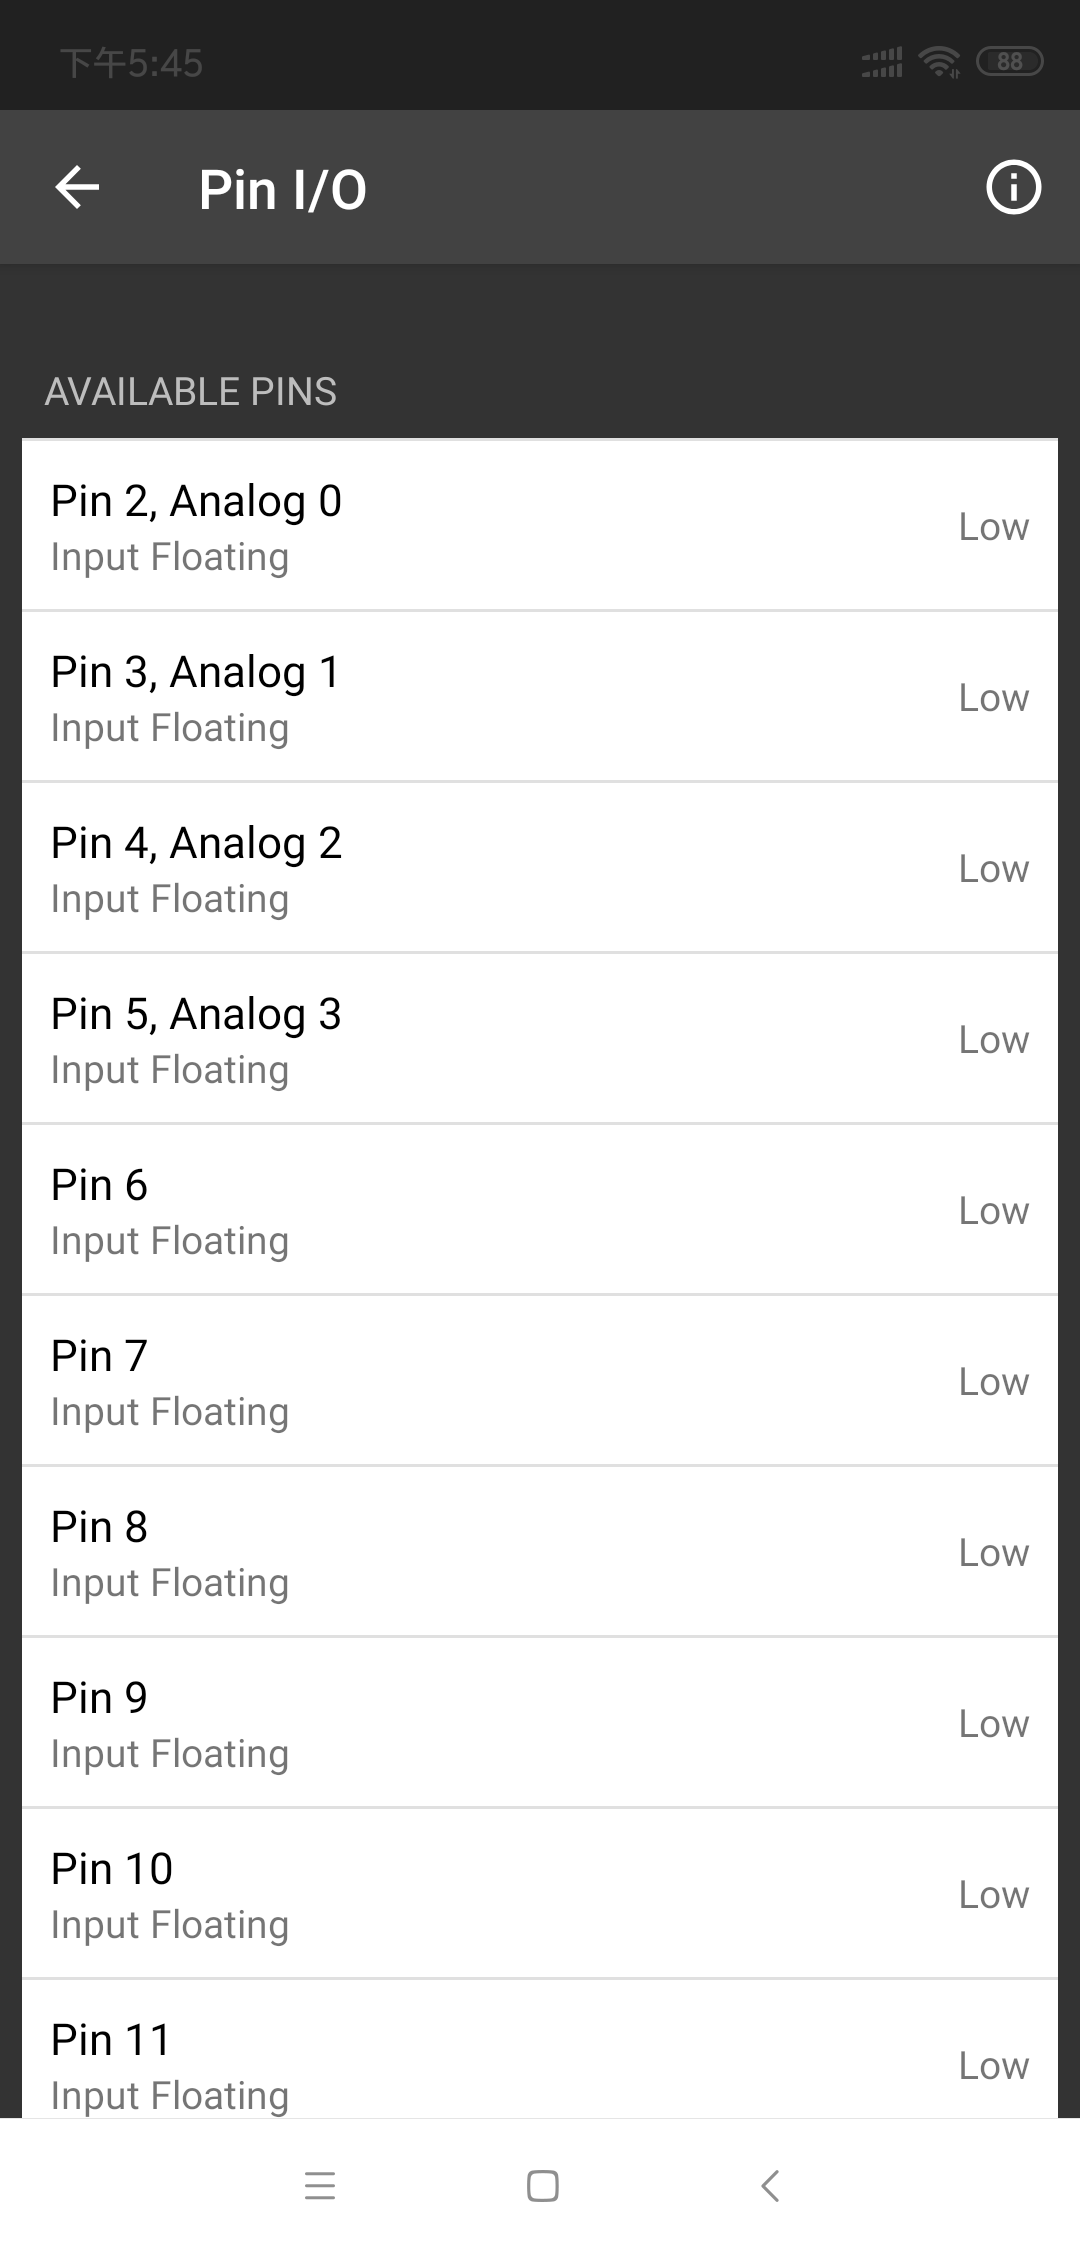 下午5:45
88
Pin I/O
AVAILABLE PINS
Pin 2, Analog 0
Input Floating
Low
Pin 3, Analog 1
Input Floating
Low
Pin 4, Analog 2
Input Floating
Low
Pin 5, Analog 3
Input Floating
Low
Pin 6
Input Floating
Low
Pin 7
Input Floating
Low
Pin 8
Input Floating
Low
Pin 9
Input Floating
Low
Pin 10
Input Floating
Low
Pin 11
Input Floating
Low